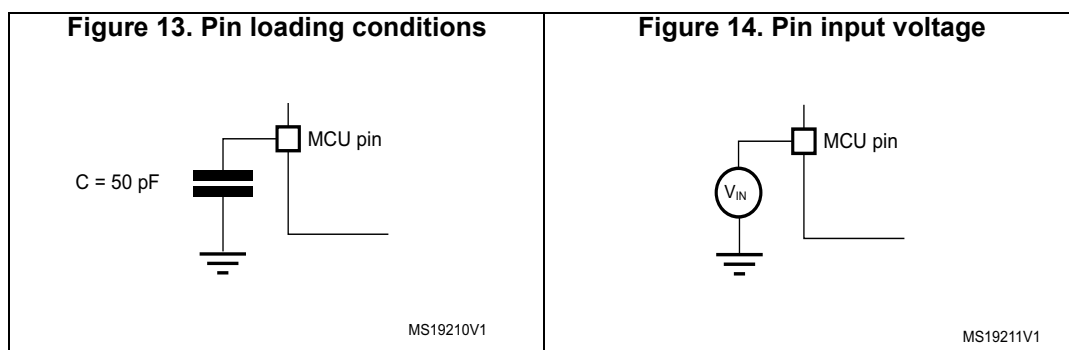 Figure 13. Pin loading conditions
MCU pin
C = 50 pF
MS19210V1
Figure 14. Pin input voltage
MCU pin
VIN
MS19211V1